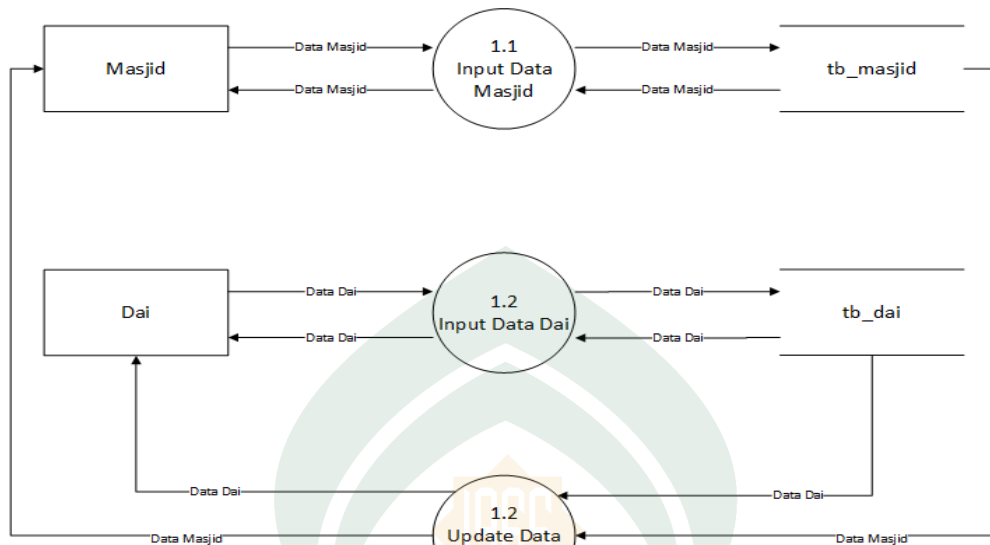 Data Masjid
Data Masjid
Masjid
1.1
Input Data
Masjid
tb_masjid
Data Masjid
Data Masjid
Data Dai
Data Dai
Dai
1.2
Input Data Dai
tb_dai
Data Dai
Data Dai
Data Dai
Data Dai
1.2
Update Data
Data Masjid
Data Masjid